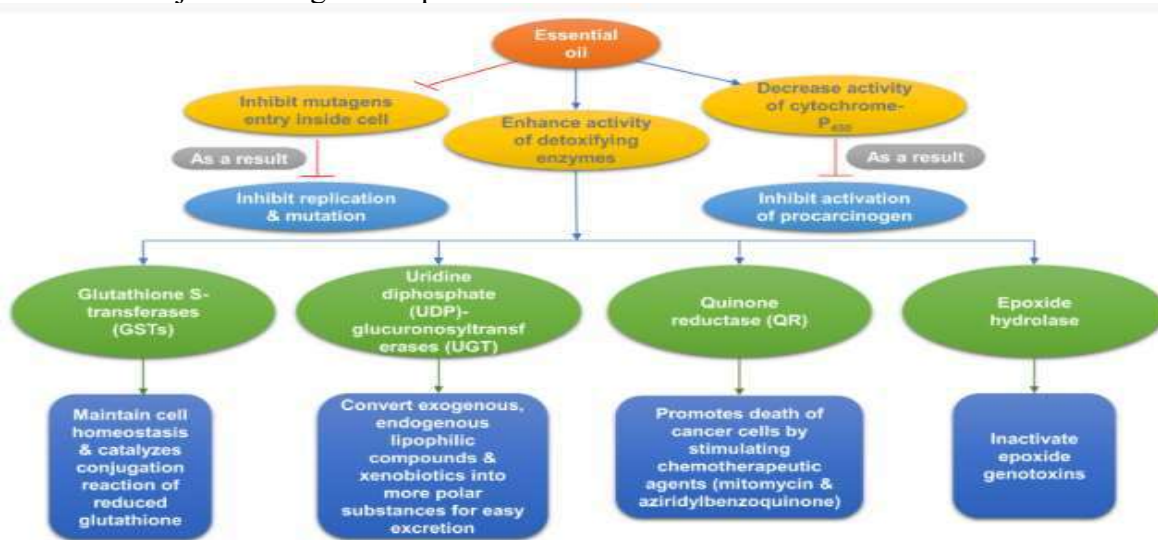 Essential
oil
Inhibit mutagens
entry inside cell
Enhance activity
of detoxifying
enzymes
Decrease activity
of cytochrome-
P450
As a result
As a result
Inhibit replication
& mutation
Inhibit activation
of procarcinogen
Glutathione S-
transferases
(GSTs)
Uridine
diphosphate
(UDP)-
glucuronosyltransf
erases (UGT)
Quinone
reductase (QR)
Epoxide
hydrolase
Maintain cell
homeostasis
& catalyzes
conjugation
reaction of
reduced
glutathione
Convert exogenous,
endogenous
lipophilic
compounds &
xenobiotics into
more polar
substances for easy
excretion
Promotes death of
cancer cells by
stimulating
chemotherapeutic
agents (mitomycin &
aziridylbenzoquinone)
Inactivate
epoxide
genotoxins